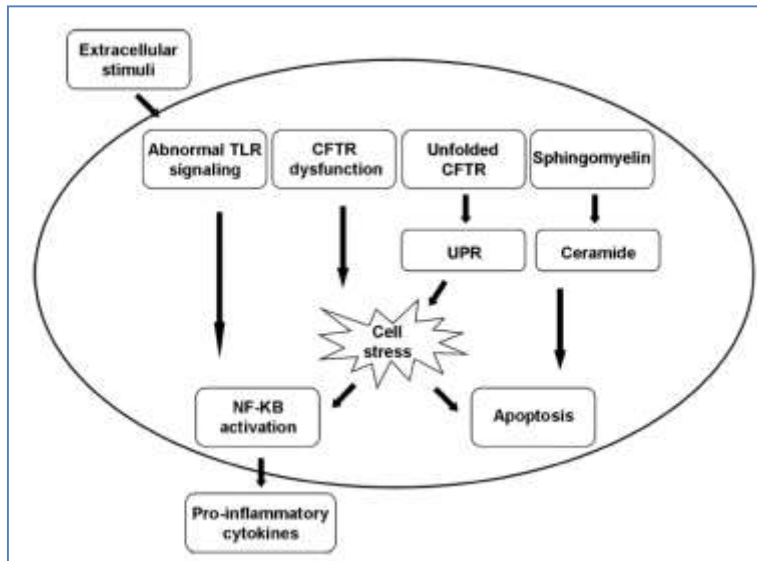 Extracellular
stimuli
Abnormal TLR
signaling
CFTR
dysfunction
Unfolded
CFTR
Sphingomyelin
UPR
Ceramide
Cell
stress
NF-KB
activation
Apoptosis
Pro-inflammatory
cytokines